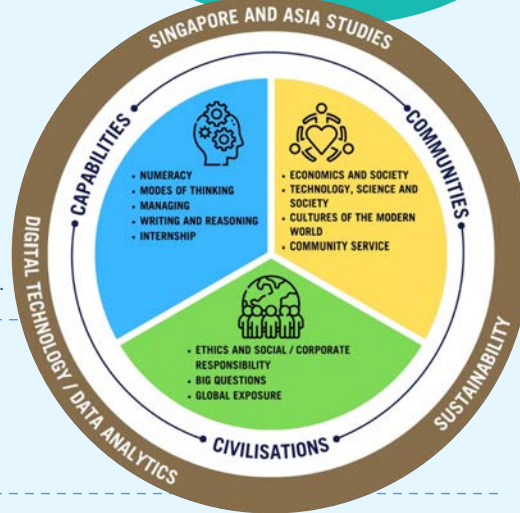 SINGAPORE AND ASIA STUDIES
CAPABILITIES
COMMUNITIES
• NUMERACY
• MODES OF THINKING
• MANAGING
• WRITING AND REASONING
• INTERNSHIP
• ECONOMICS AND SOCIETY
• TECHNOLOGY, SCIENCE AND
SOCIETY
• CULTURES OF THE MODERN
WORLD
• COMMUNITY SERVICE
• ETHICS AND SOCIAL / CORPORATE
RESPONSIBILITY
• BIG QUESTIONS
• GLOBAL EXPOSURE
CIVILISATIONS
DIGITAL TECHNOLOGY / DATA ANALYTICS
SUSTAINABILITY